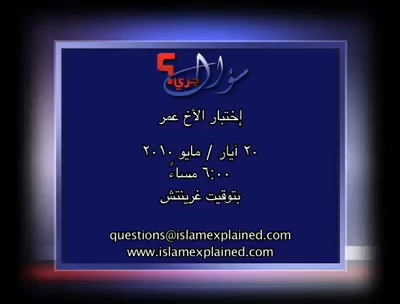 سؤال جريء؟
إختبار الأخ عمر
٢٠ أيار / مايو ٢٠١٠
٦:٠٠ مساءً
بتوقيت غرينتش
questions@islamexplained.com
www.islamexplained.com